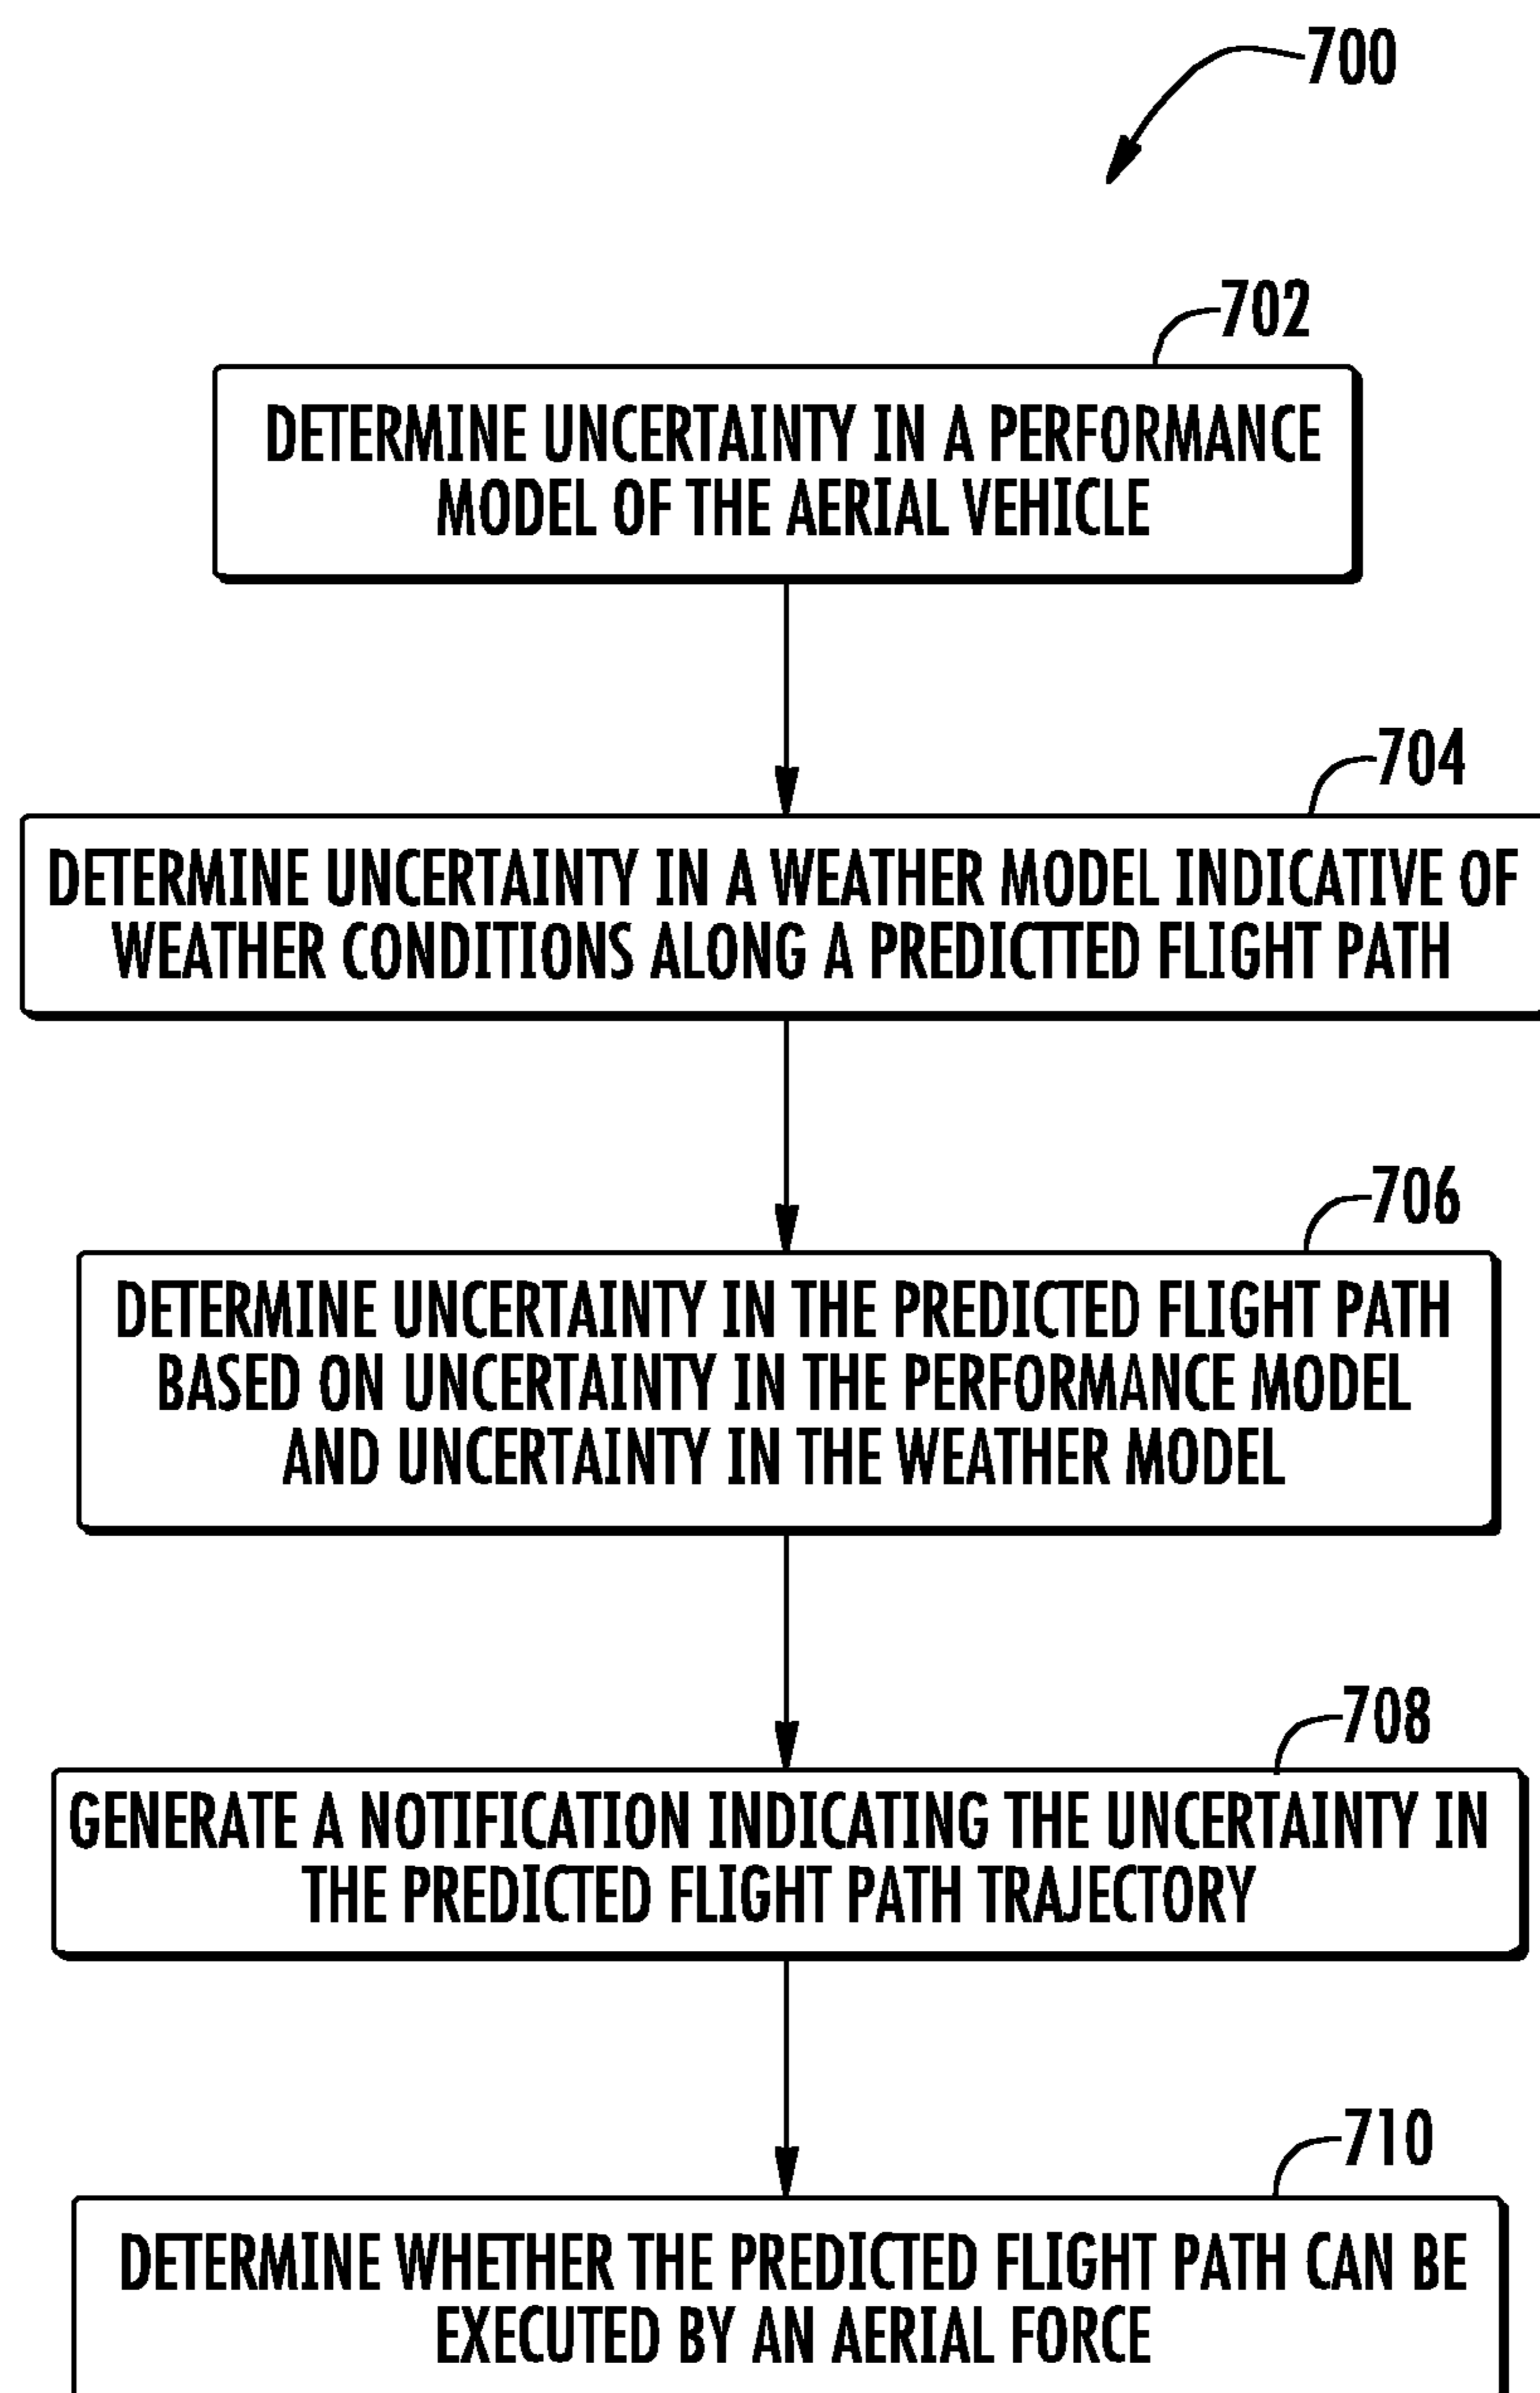 700
702
DETERMINE UNCERTAINTY IN A PERFORMANCE
MODEL OF THE AERIAL VEHICLE
704
DETERMINE UNCERTAINTY IN A WEATHER MODEL INDICATIVE OF
WEATHER CONDITIONS ALONG A PREDICTTED FLIGHT PATH
706
DETERMINE UNCERTAINTY IN THE PREDICTED FLIGHT PATH
BASED ON UNCERTAINTY IN THE PERFORMANCE MODEL
AND UNCERTAINTY IN THE WEATHER MODEL
708
GENERATE A NOTIFICATION INDICATING THE UNCERTAINTY IN
THE PREDICTED FLIGHT PATH TRAJECTORY
710
DETERMINE WHETHER THE PREDICTED FLIGHT PATH CAN BE
EXECUTED BY AN AERIAL FORCE